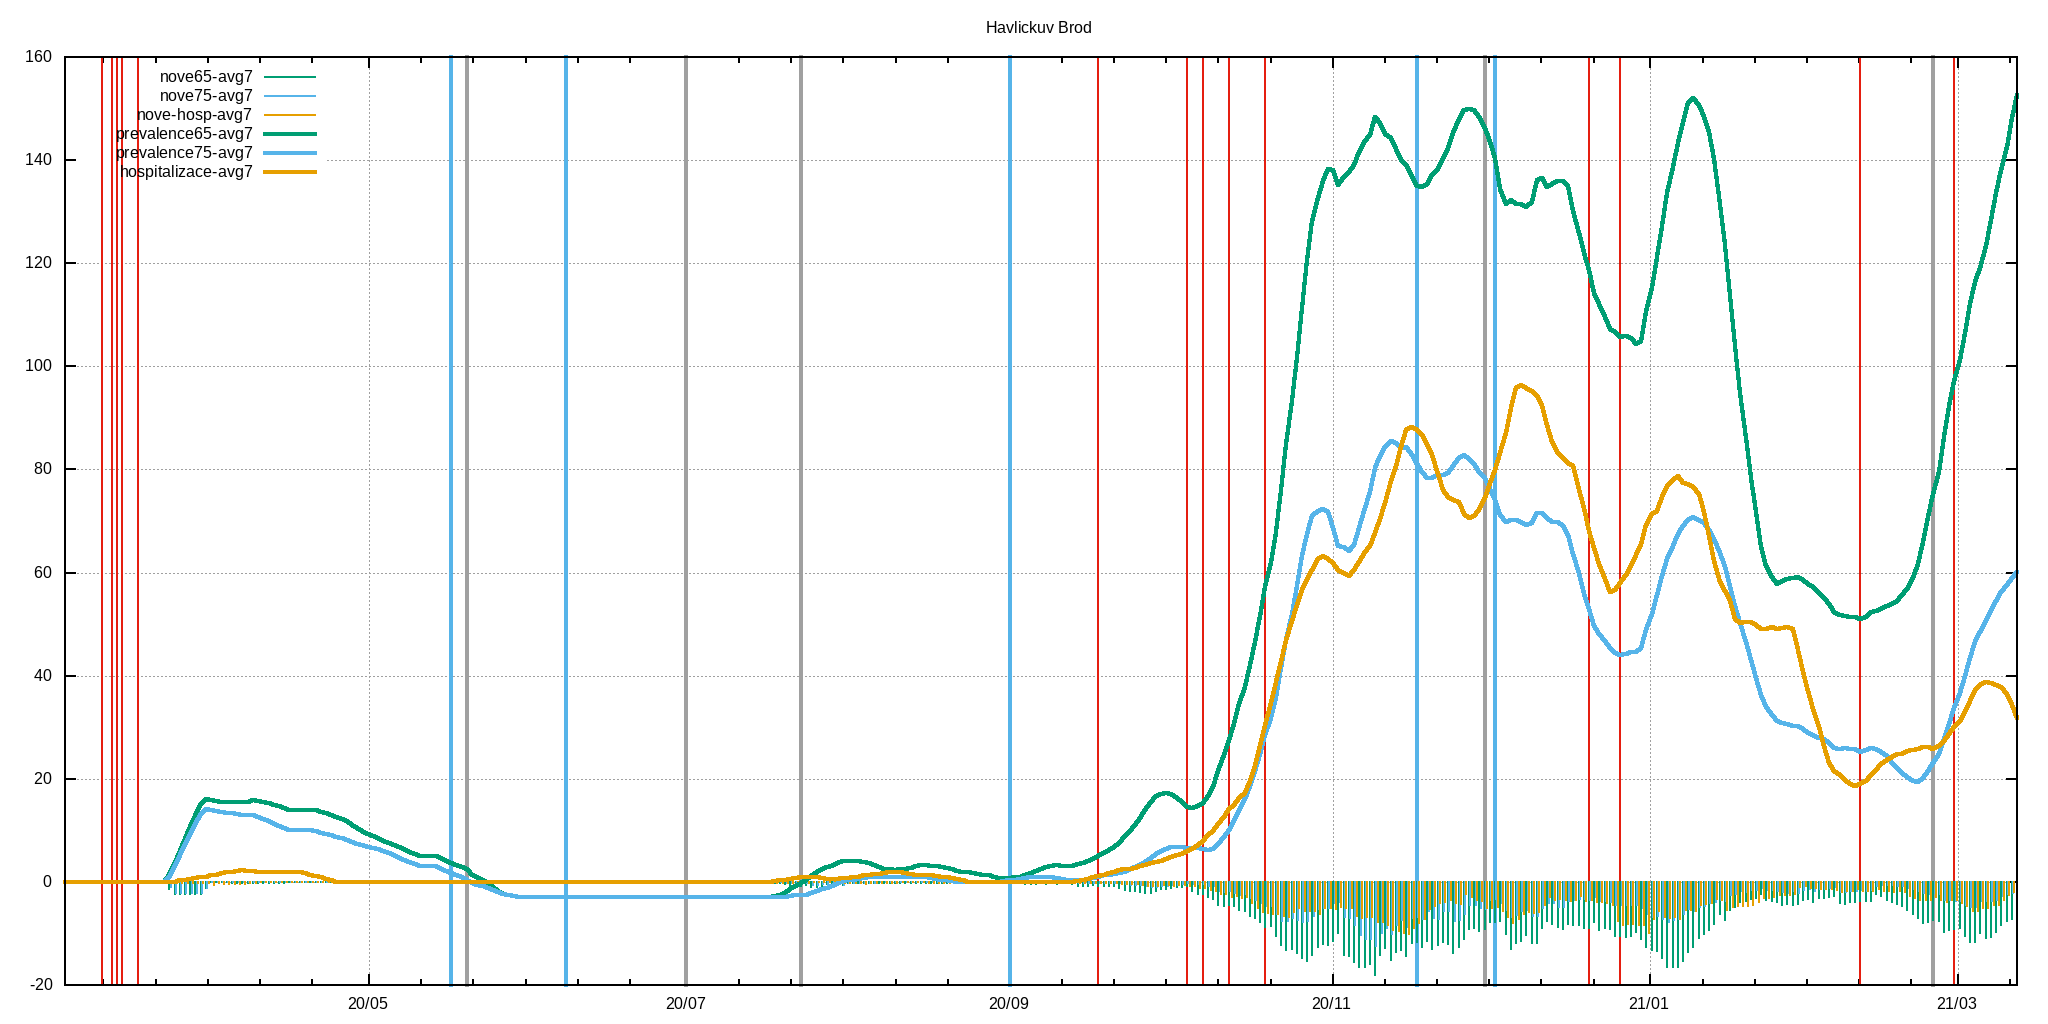 Havlickuv Brod
160
nove65-avg7
nove75-avg7
nove-hosp-avg7
prevalence65-avg7
prevalence75-avg7
hospitalizace-avg7
140
120
100
80
60
40
20
0
-20
20/05
20/07
20/09
20/11
21/01
21/03